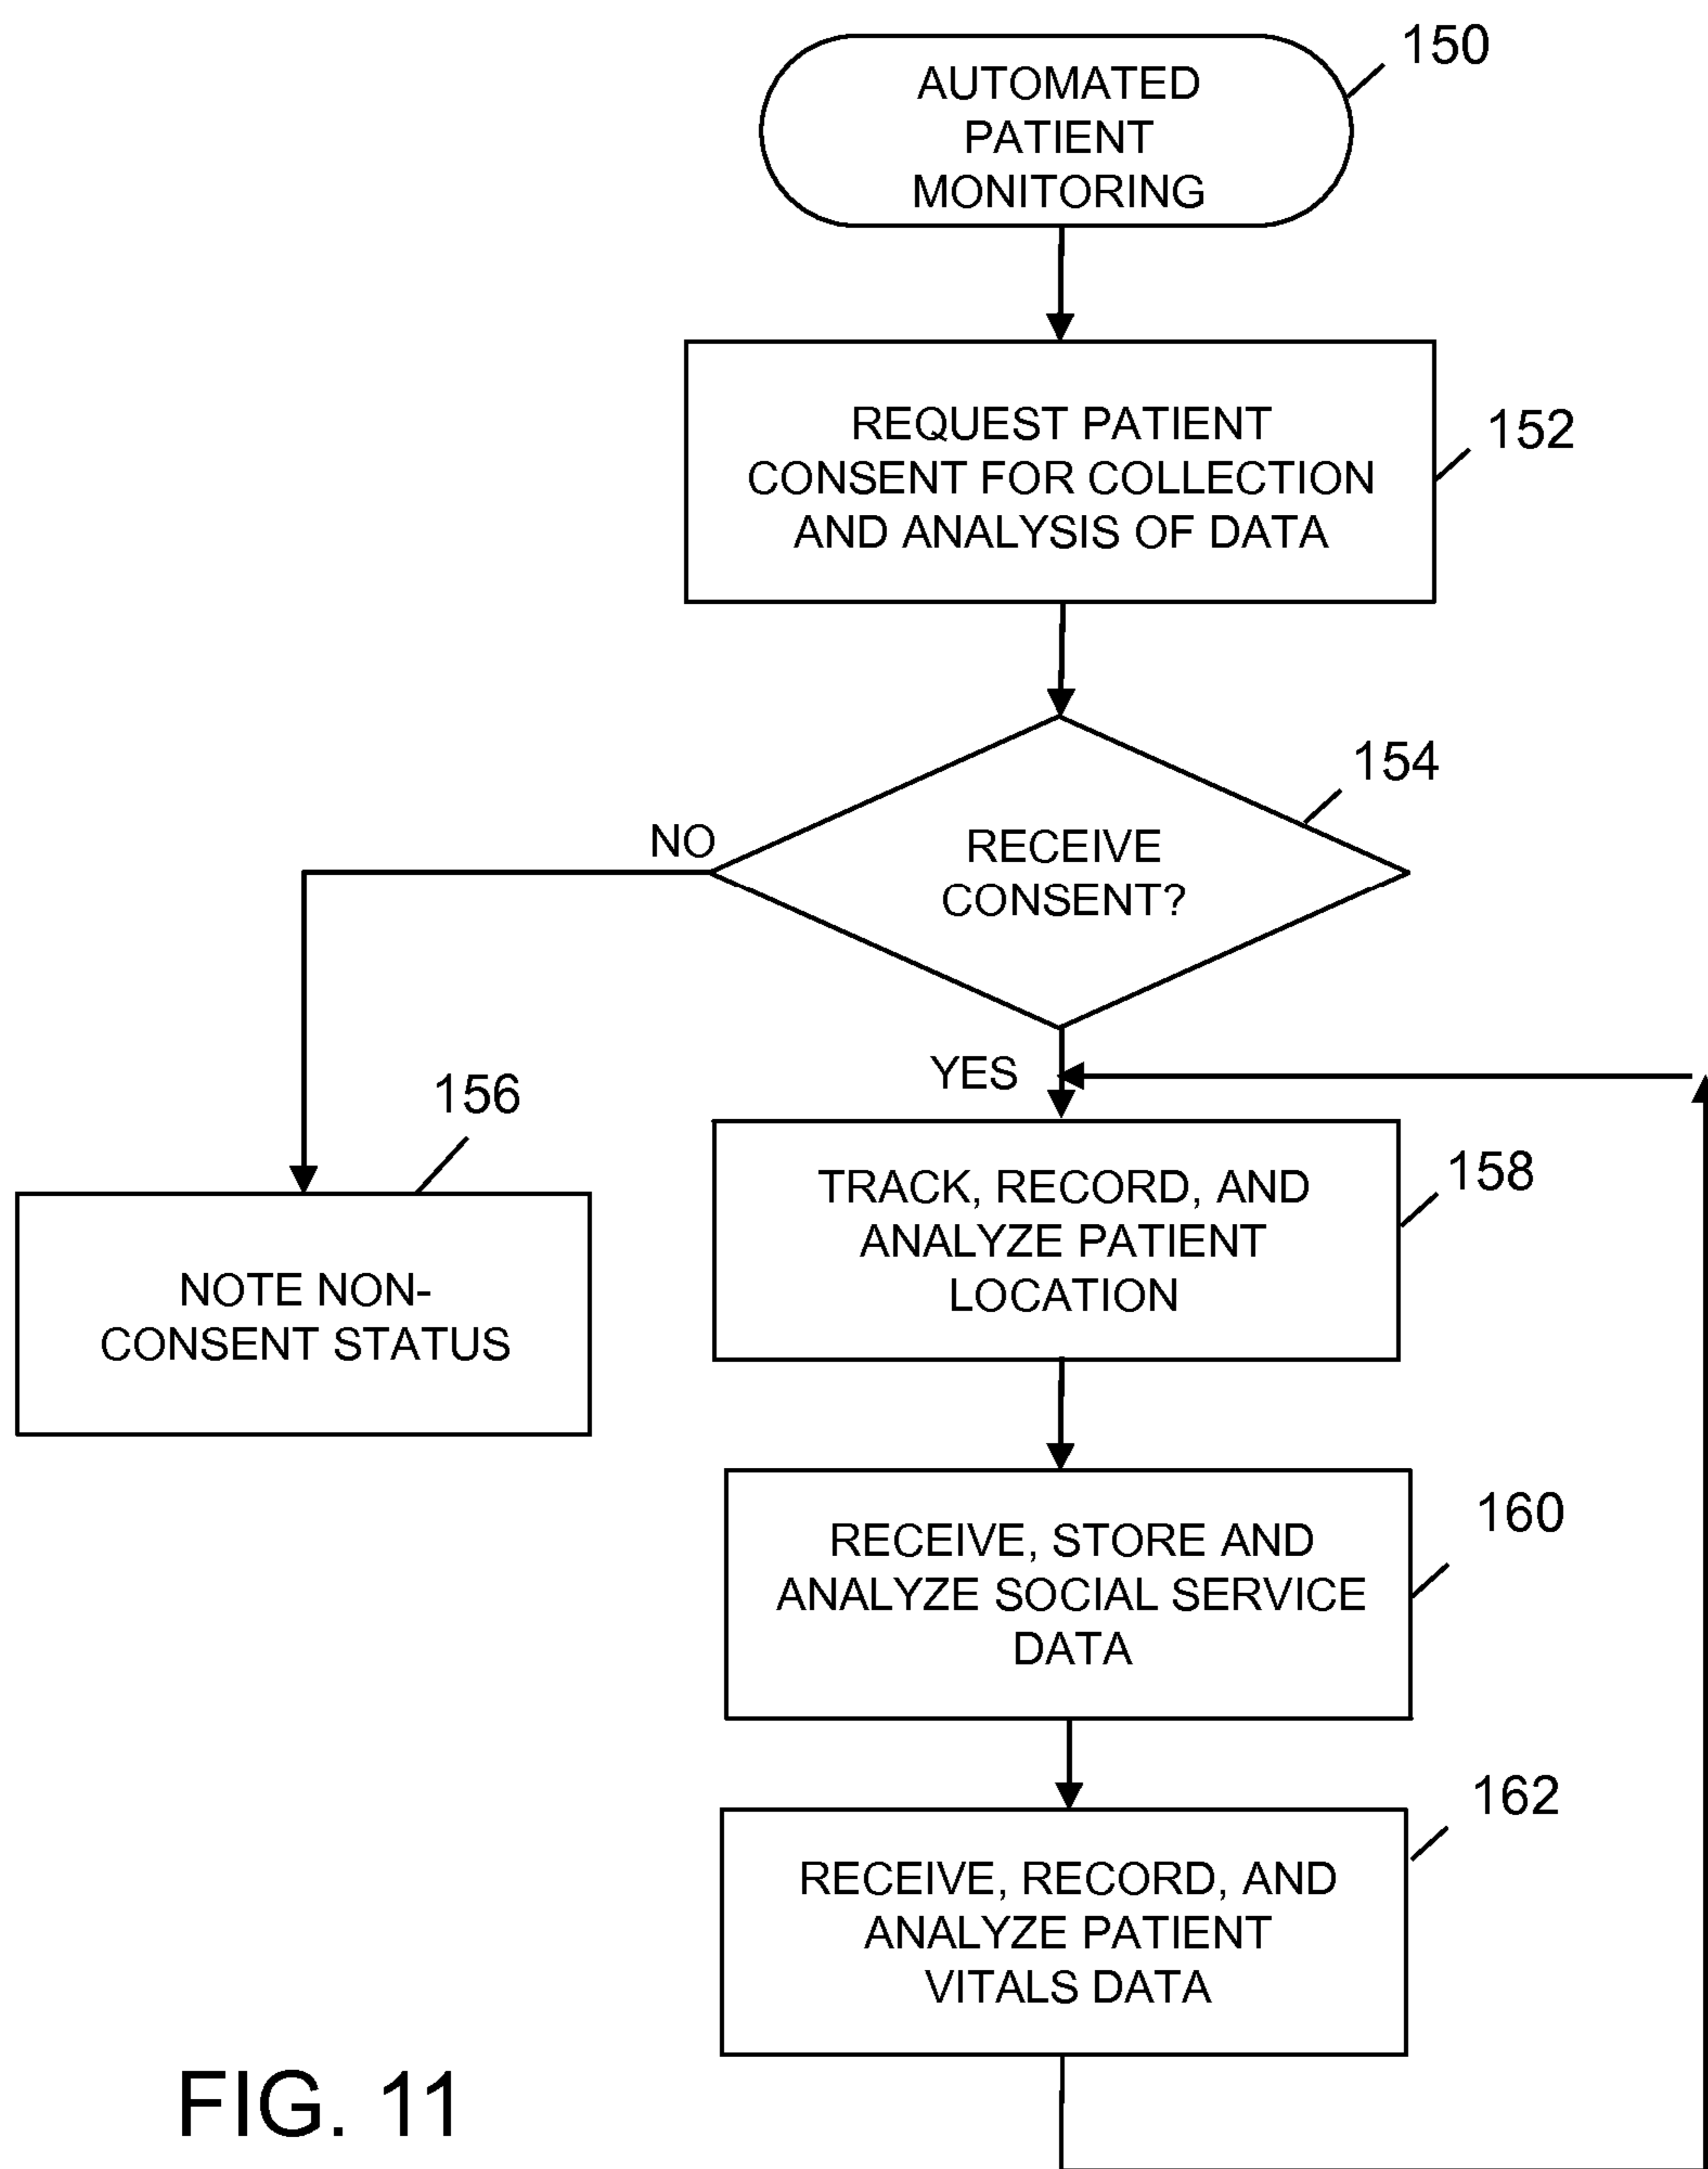 150
AUTOMATED
PATIENT
MONITORING
REQUEST PATIENT
CONSENT FOR COLLECTION
AND ANALYSIS OF DATA
152
154
RECEIVE
CONSENT?
NO
YES
156
NOTE NON-
CONSENT STATUS
158
TRACK, RECORD, AND
ANALYZE PATIENT
LOCATION
160
RECEIVE, STORE AND
ANALYZE SOCIAL SERVICE
DATA
162
RECEIVE, RECORD, AND
ANALYZE PATIENT
VITALS DATA
FIG. 11